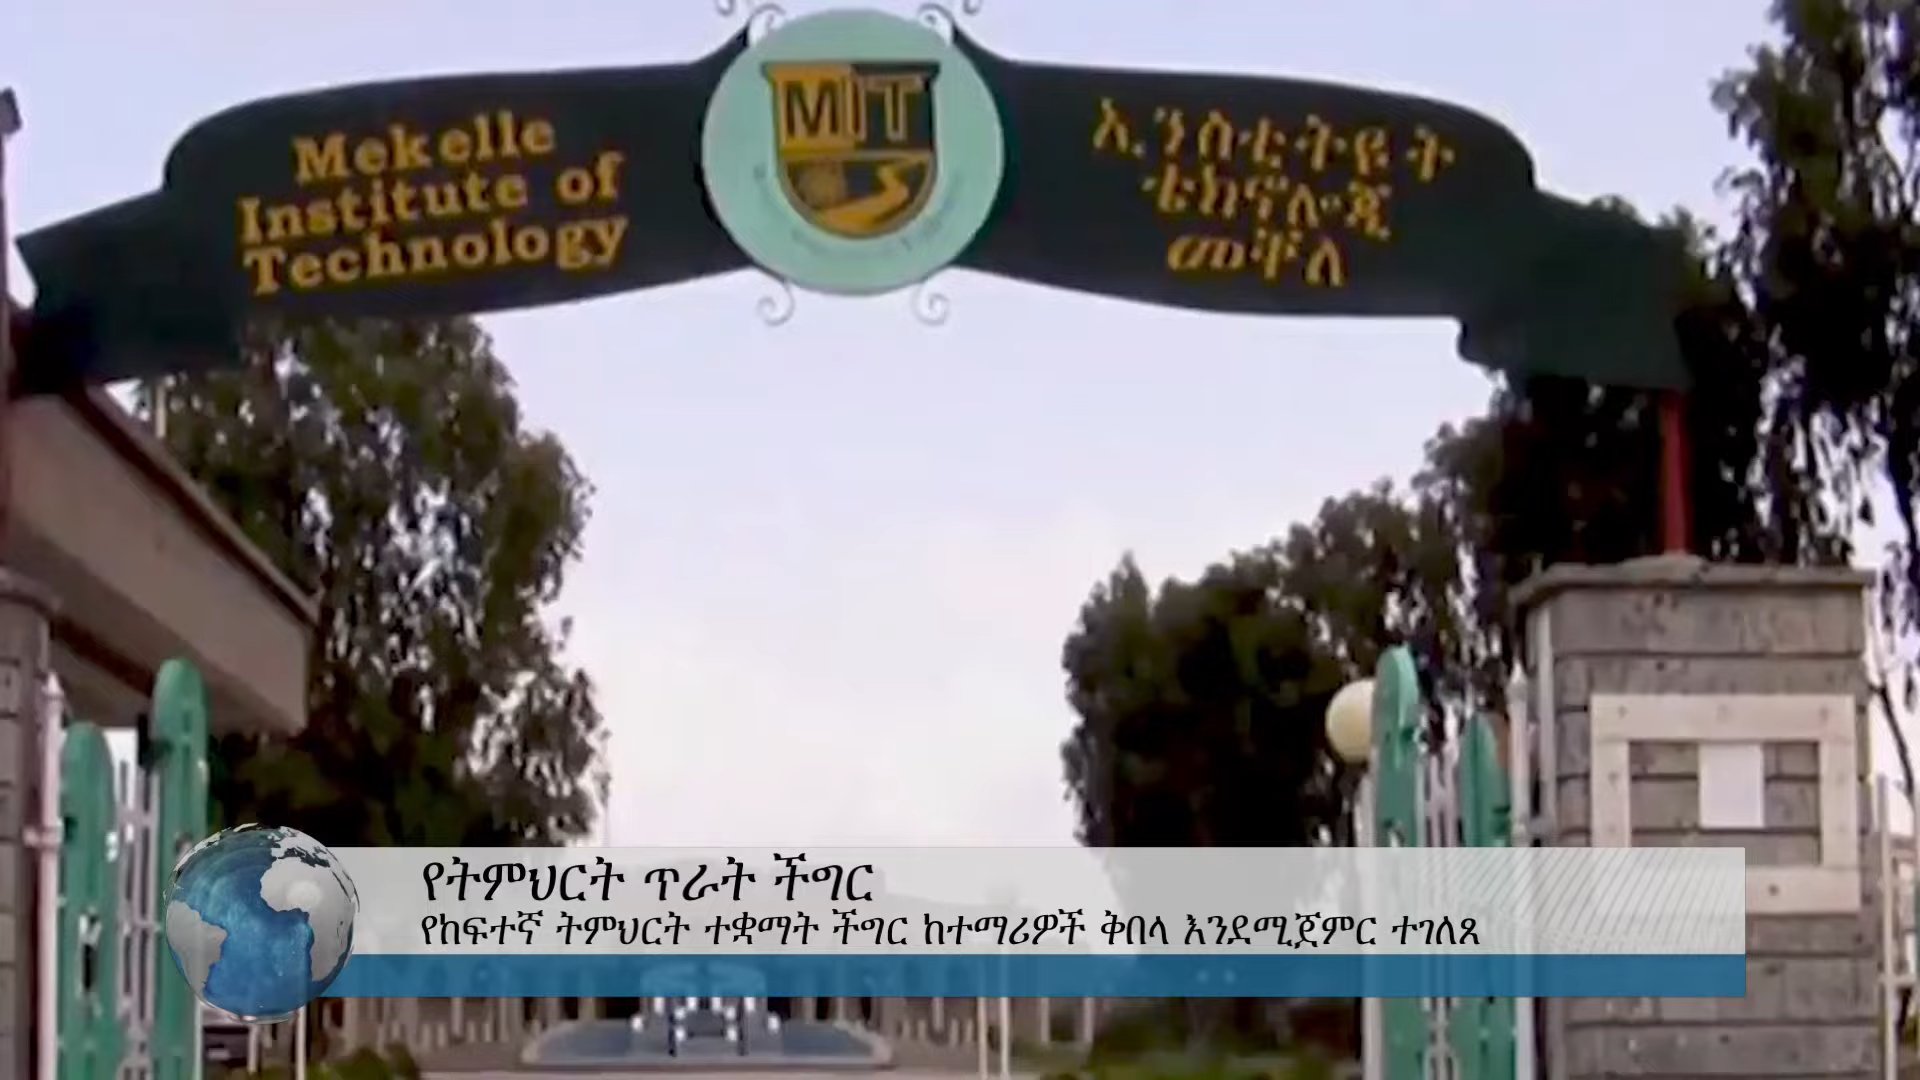 Mekelle
Institute of
Technology
MIT
ኢንስቲትዩት
ቴክኖሎጂ
መቐለ
የትምህርት ጥራት ችግር
የከፍተኛ ትምህርት ተቋማት ችግር ከተማሪዎች ቅበላ እንደሚጀምር ተገለጸ